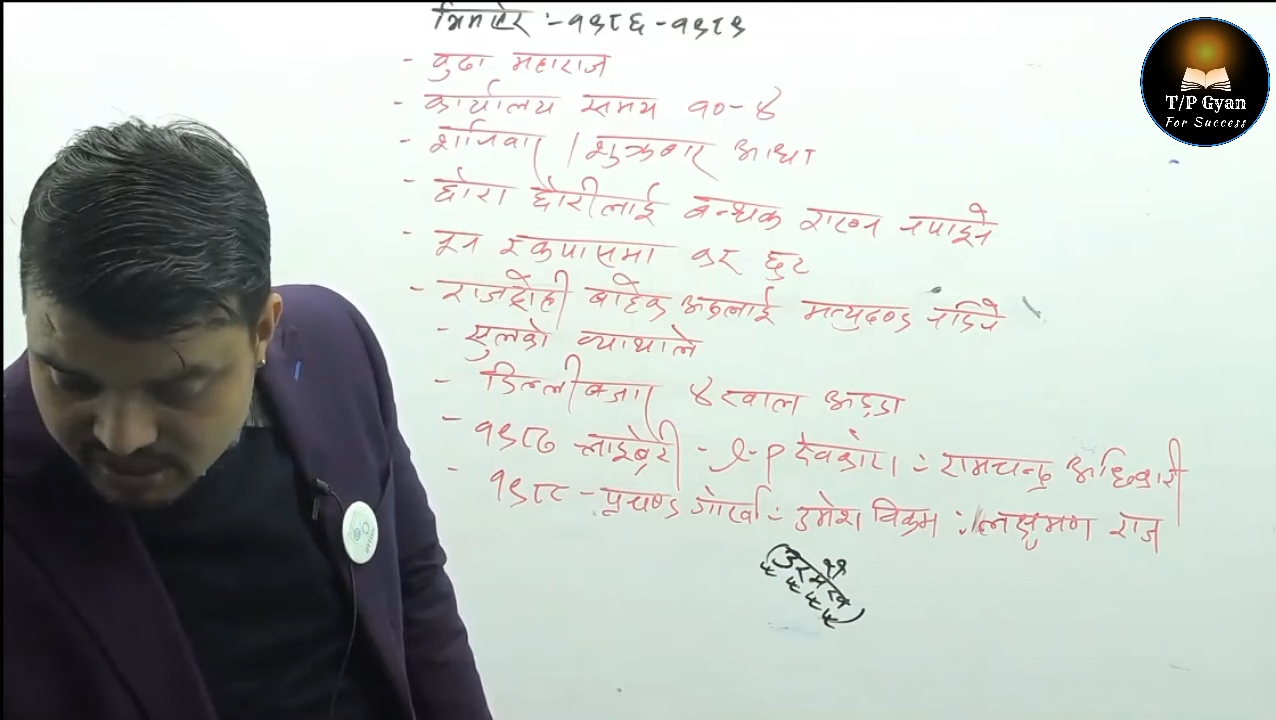 भिमशेर :- १९८६ - १९८९
- बुढा महाराज
- कार्यालय समय १०-४
- शनिवार / शुक्रबार आधा
- छोरा छोरीलाई बन्धक राख्न नपाइने
- नुन र कपासमा कर छुट
- राजद्रोही बाहेक अरुलाई मृत्युदण्ड नदिने
- सुलको व्याथाले
- डिल्लीबजार ४ खाल अड्डा
- १९८७ लाइब्रेरी - L-P देवकोटा : रामचन्द्र अधिकारी
- १९८८ - प्रचण्ड गोर्खा : उमेश विक्रम : लक्ष्मण राज
T/P Gyan
For Success